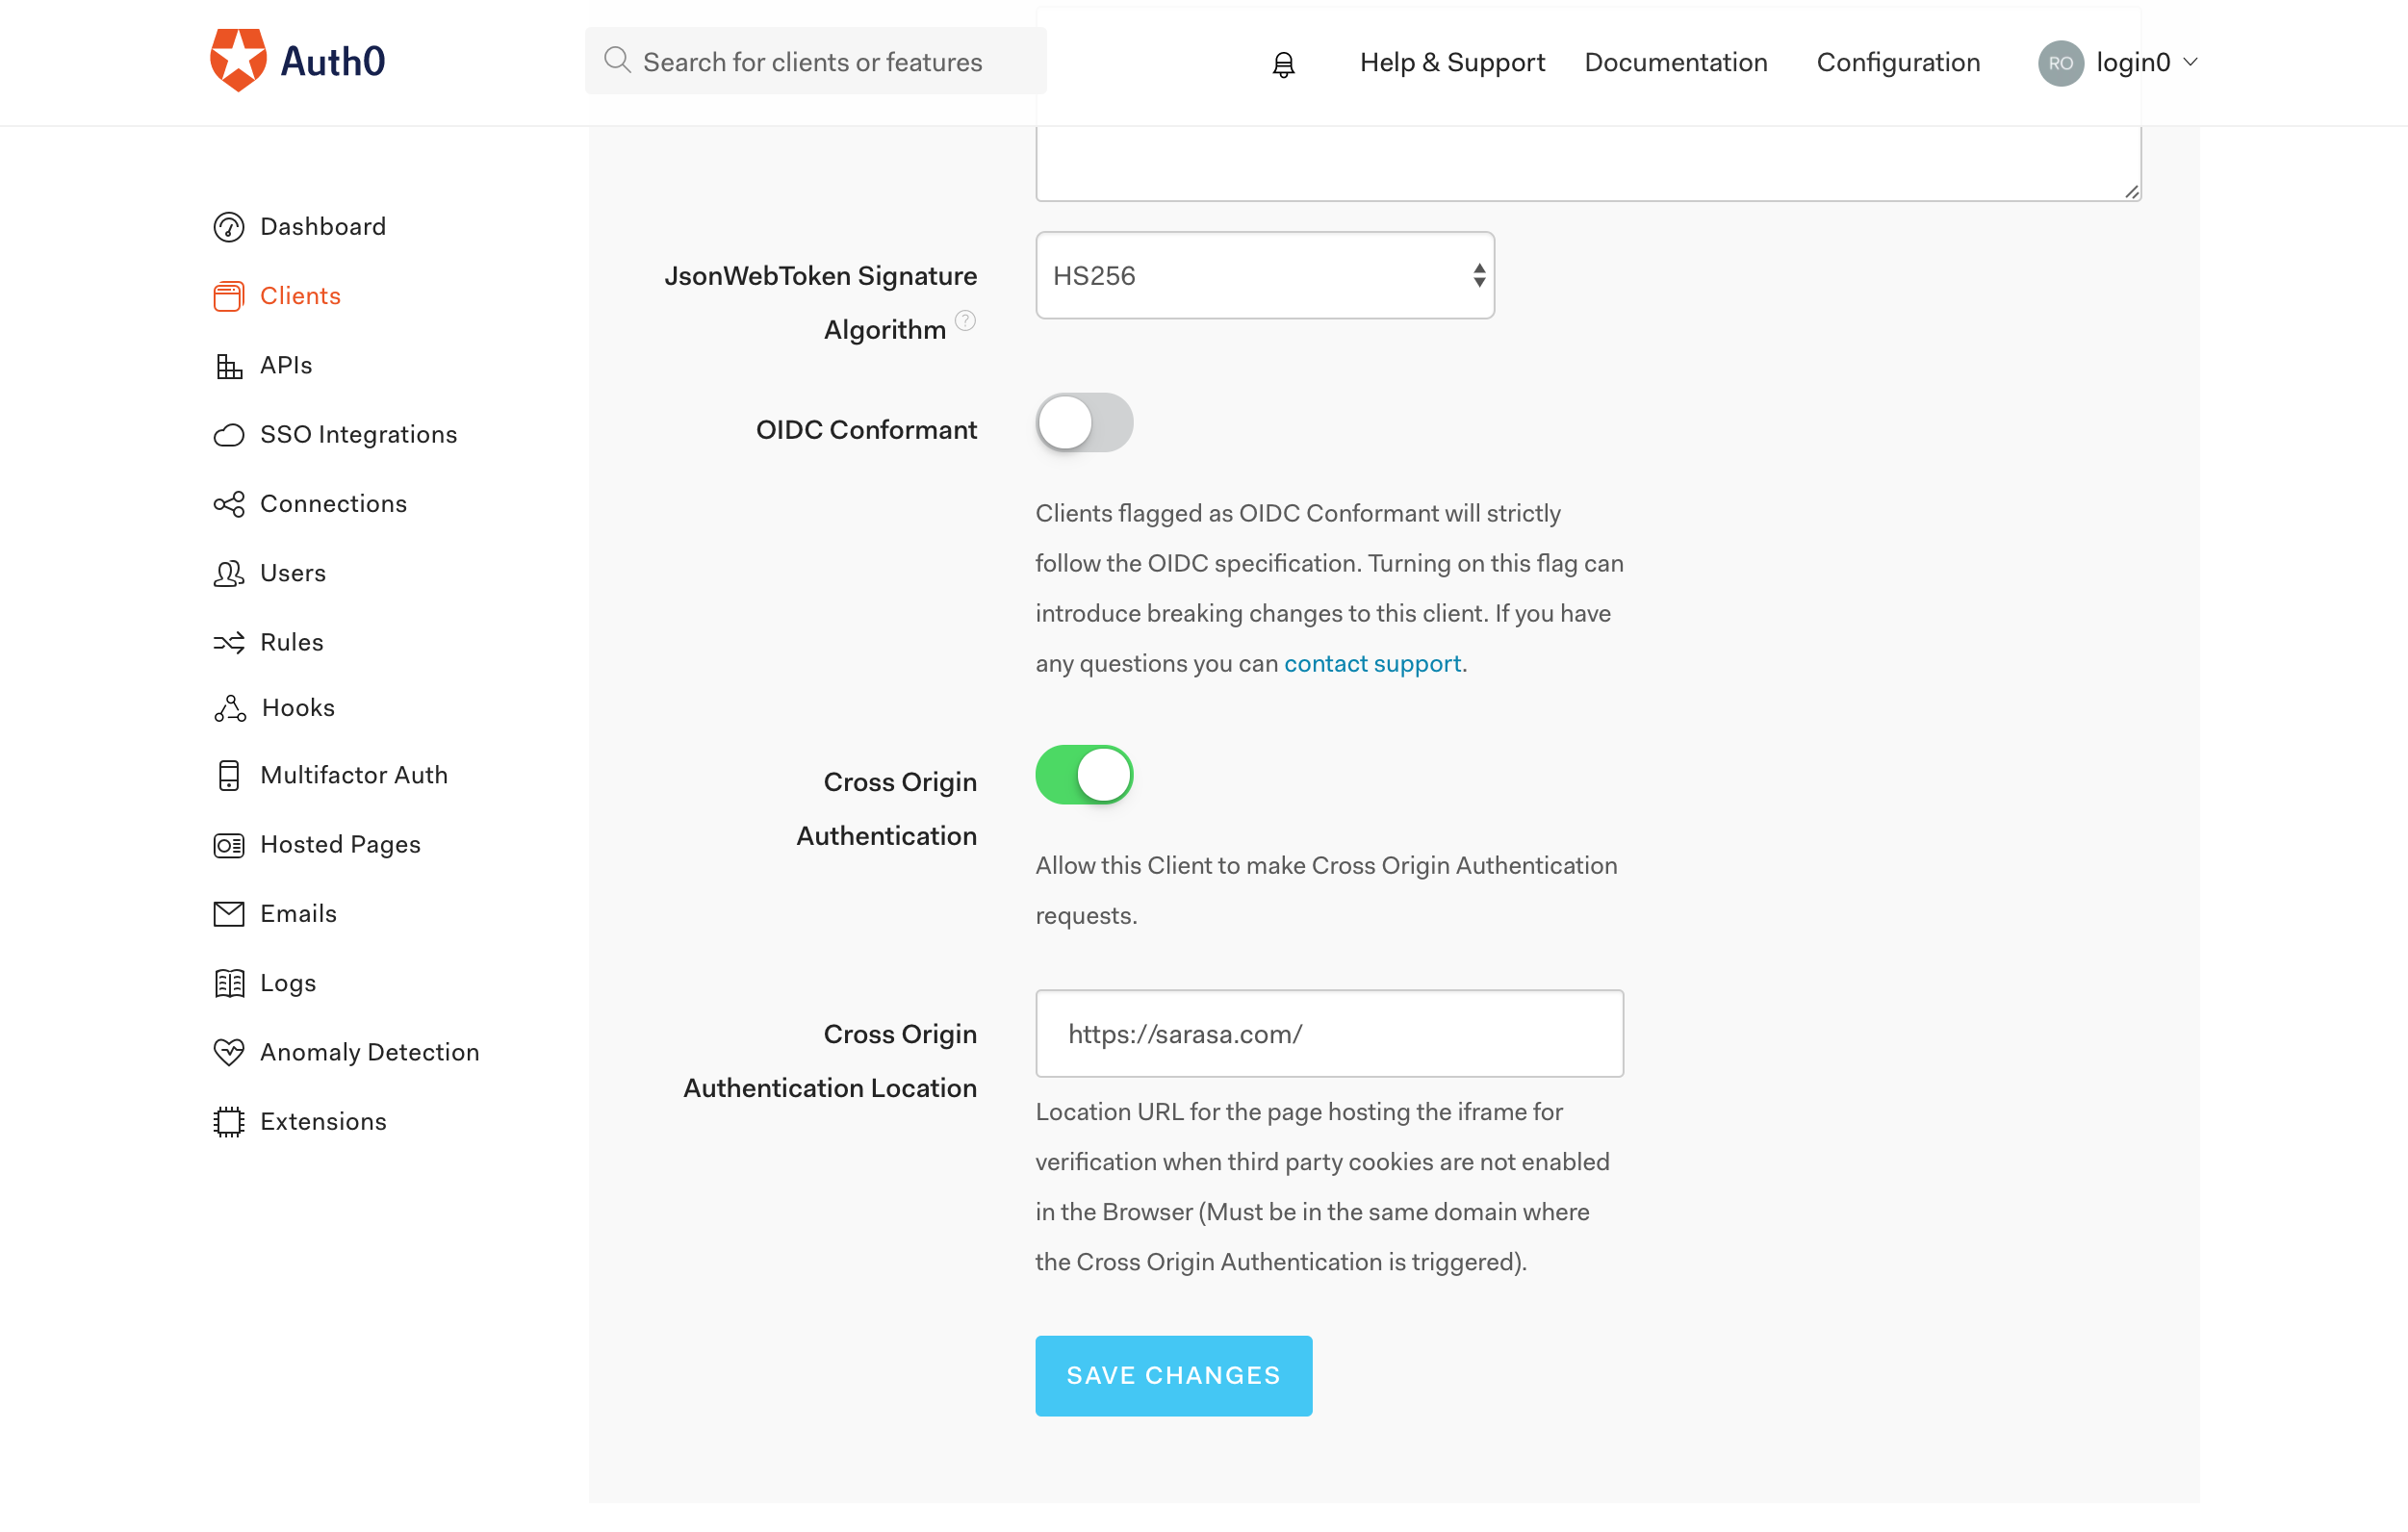 Auth0
Search for clients or features
Help & Support
Documentation
Configuration
RO
login0
Dashboard
Clients
APIs
SSO Integrations
Connections
Users
Rules
Hooks
Multifactor Auth
Hosted Pages
Emails
Logs
Anomaly Detection
Extensions
JsonWebToken Signature
Algorithm ?
HS256
OIDC Conformant
Clients flagged as OIDC Conformant will strictly
follow the OIDC specification. Turning on this flag can
introduce breaking changes to this client. If you have
any questions you can contact support.
Cross Origin
Authentication
Allow this Client to make Cross Origin Authentication
requests.
Cross Origin
Authentication Location
https://sarasa.com/
Location URL for the page hosting the iframe for
verification when third party cookies are not enabled
in the Browser (Must be in the same domain where
the Cross Origin Authentication is triggered).
SAVE CHANGES